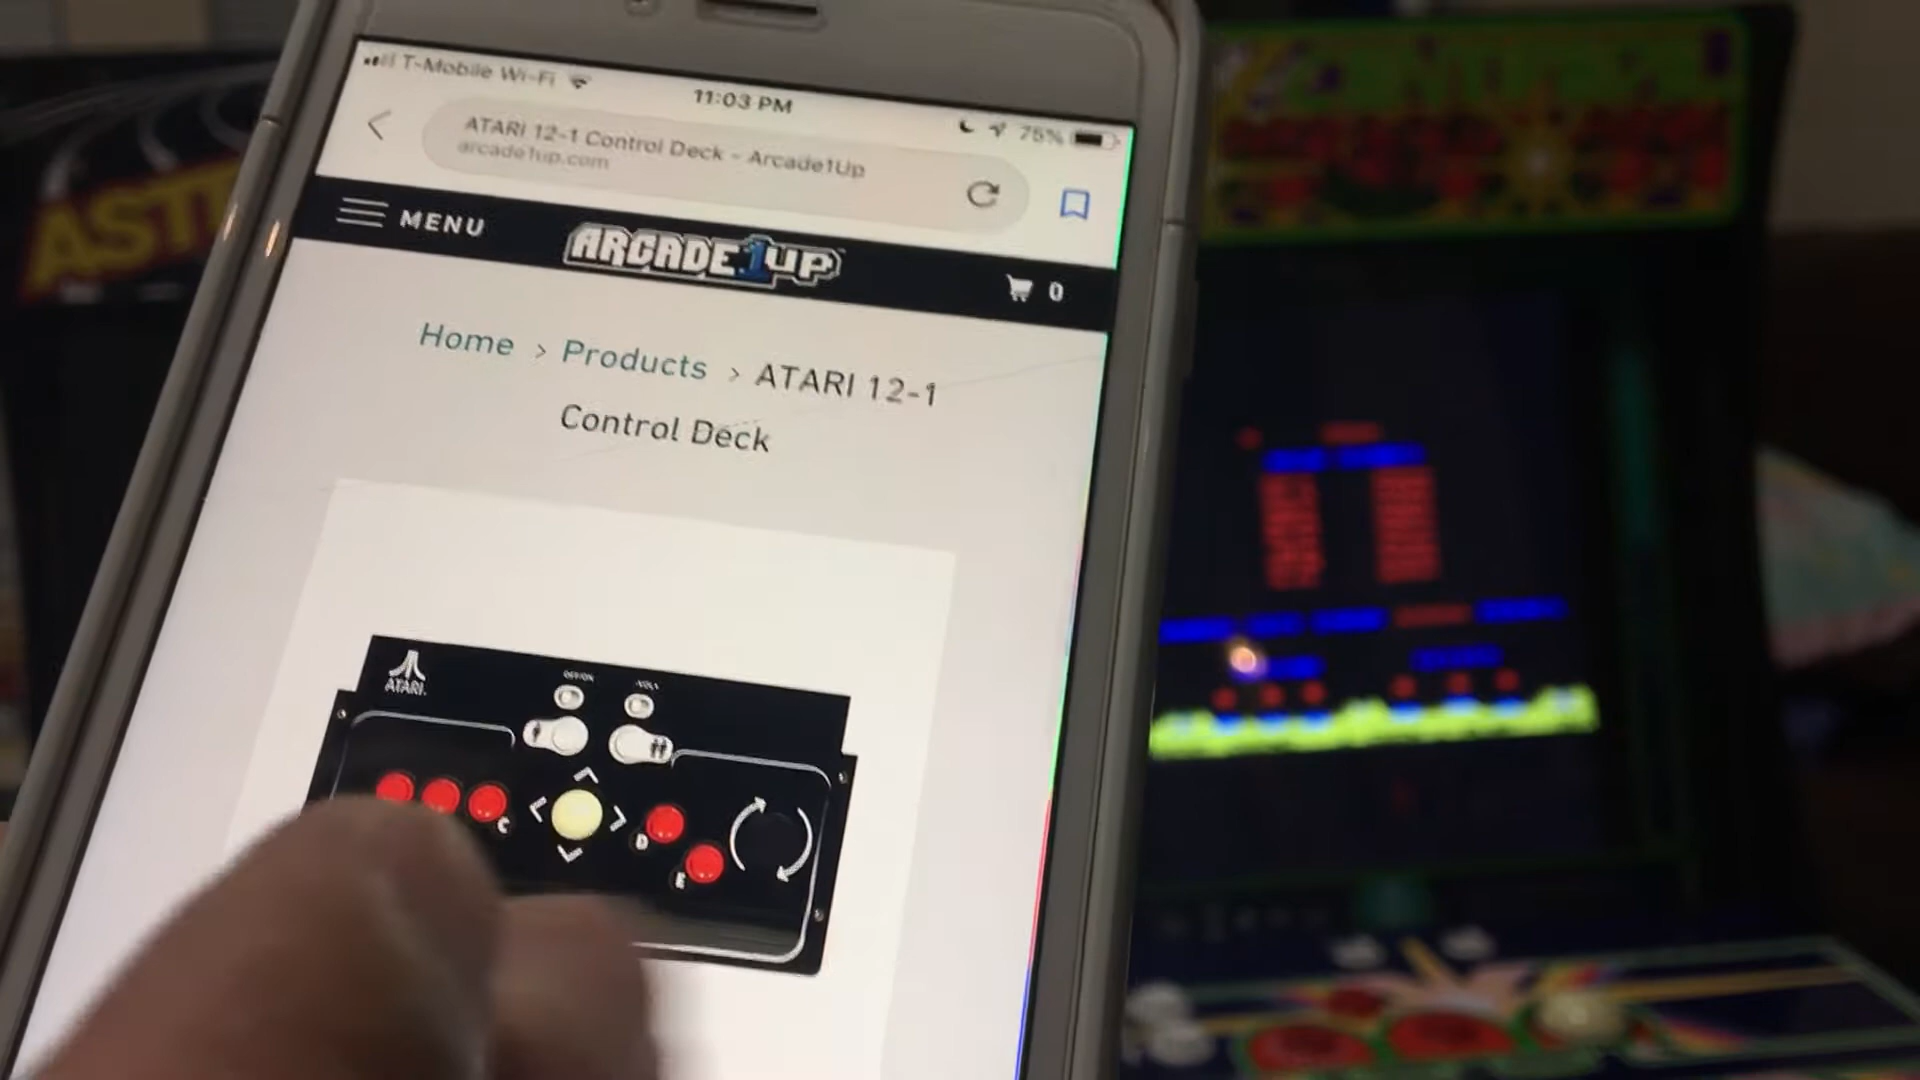 T-Mobile Wi-Fi
11:03 PM
75%
ATARI 12-1 Control Deck - Arcade1Up
arcade1up.com
MENU
ARCADE1UP
0
Home > Products > ATARI 12-1
Control Deck
ATARI
C
D
E